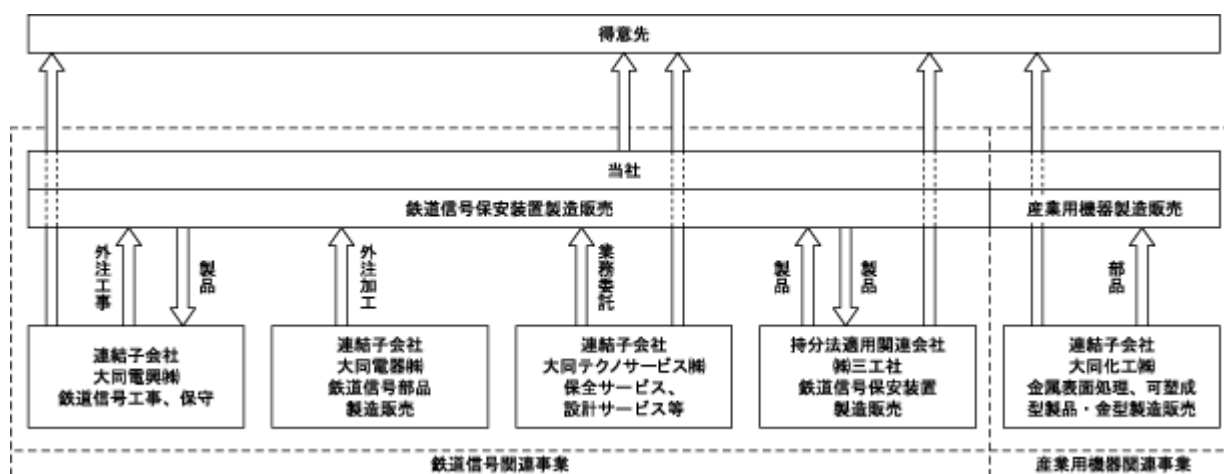 得意先
当社
鉄道信号保安装置製造販売
産業用機器製造販売
外注工事
製品
外注加工
業務委託
製品
製品
部品
連結子会社
大同電興㈱
鉄道信号工事、保守
連結子会社
大同電器㈱
鉄道信号部品
製造販売
連結子会社
大同テクノサービス㈱
保全サービス、
設計サービス等
持分法適用関連会社
㈱三工社
鉄道信号保安装置
製造販売
連結子会社
大同化工㈱
金属表面処理、可塑成
型製品・金型製造販売
鉄道信号関連事業
産業用機器関連事業